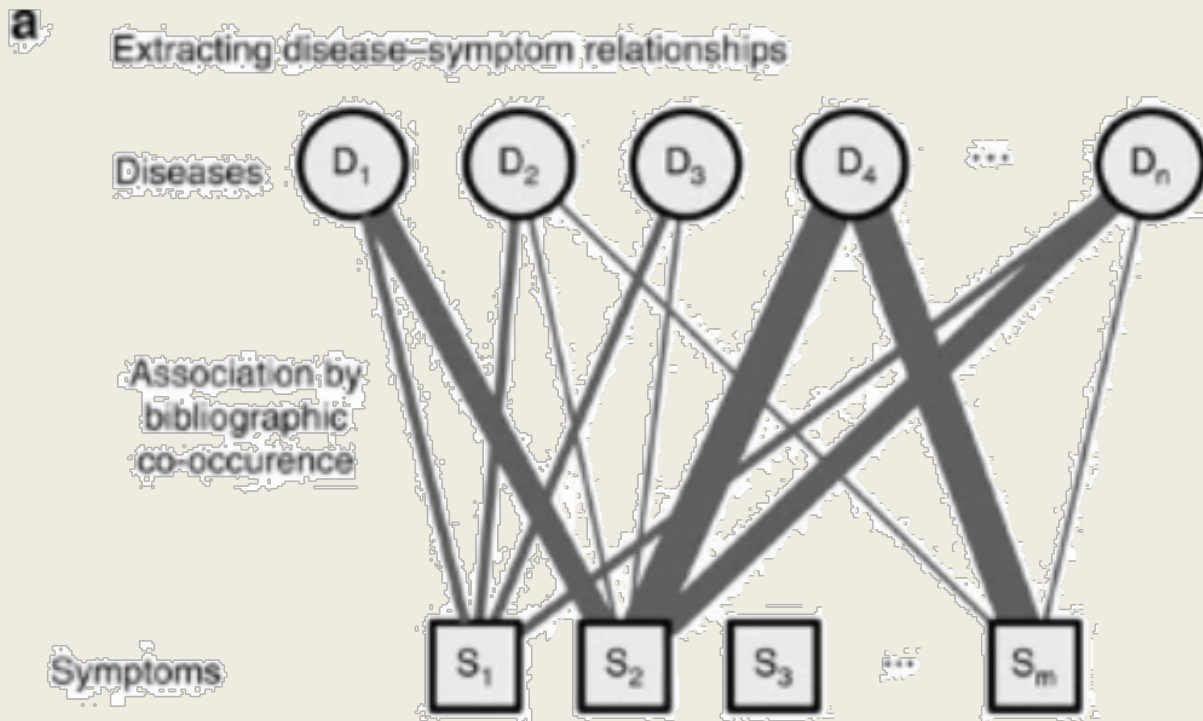 a
Extracting disease–symptom relationships
Diseases
D1 D2 D3 D4 ... Dn
Association by
bibliographic
co-occurence
Symptoms
S1 S2 S3 ... Sm